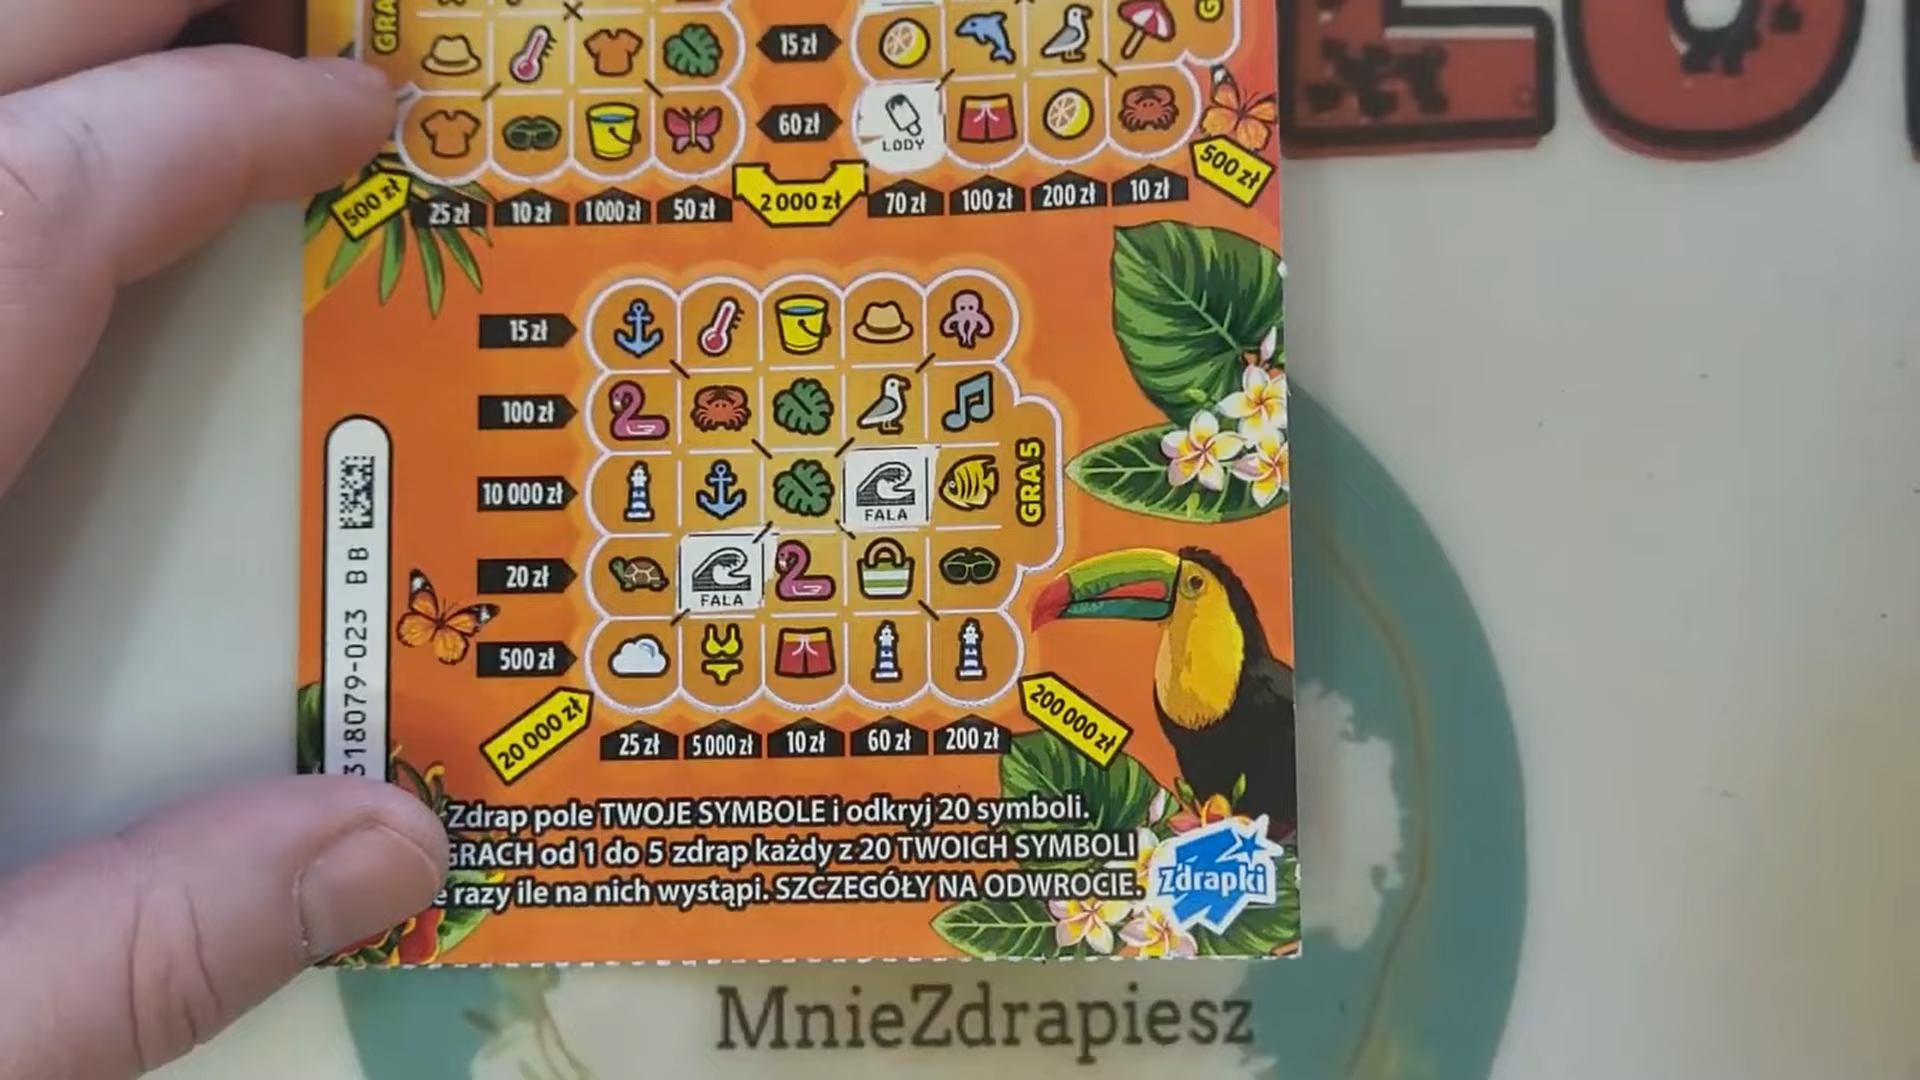 GRA
G
15 zł
60 zł
LODY
500 zł
25 zł 10 zł 1 000 zł 50 zł 2 000 zł 70 zł 100 zł 200 zł 10 zł
500 zł
15 zł
100 zł
10 000 zł
FALA
GRA 5
20 zł
FALA
500 zł
20 000 zł
25 zł 5 000 zł 10 zł 60 zł 200 zł
200 000 zł
318079-023 BB
Zdrap pole TWOJE SYMBOLE i odkryj 20 symboli.
GRACH od 1 do 5 zdrap każdy z 20 TWOICH SYMBOLI
e razy ile na nich wystąpi. SZCZEGÓŁY NA ODWROCIE.
Zdrapki
MnieZdrapiesz